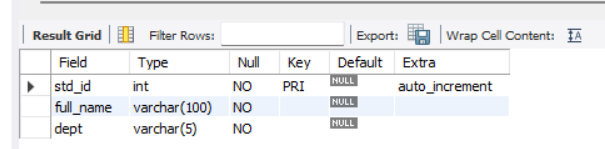 Result Grid Filter Rows: Export: Wrap Cell Content: IA
Field Type Null Key Default Extra
std_id int NO PRI NULL auto_increment
full_name varchar(100) NO NULL
dept varchar(5) NO NULL